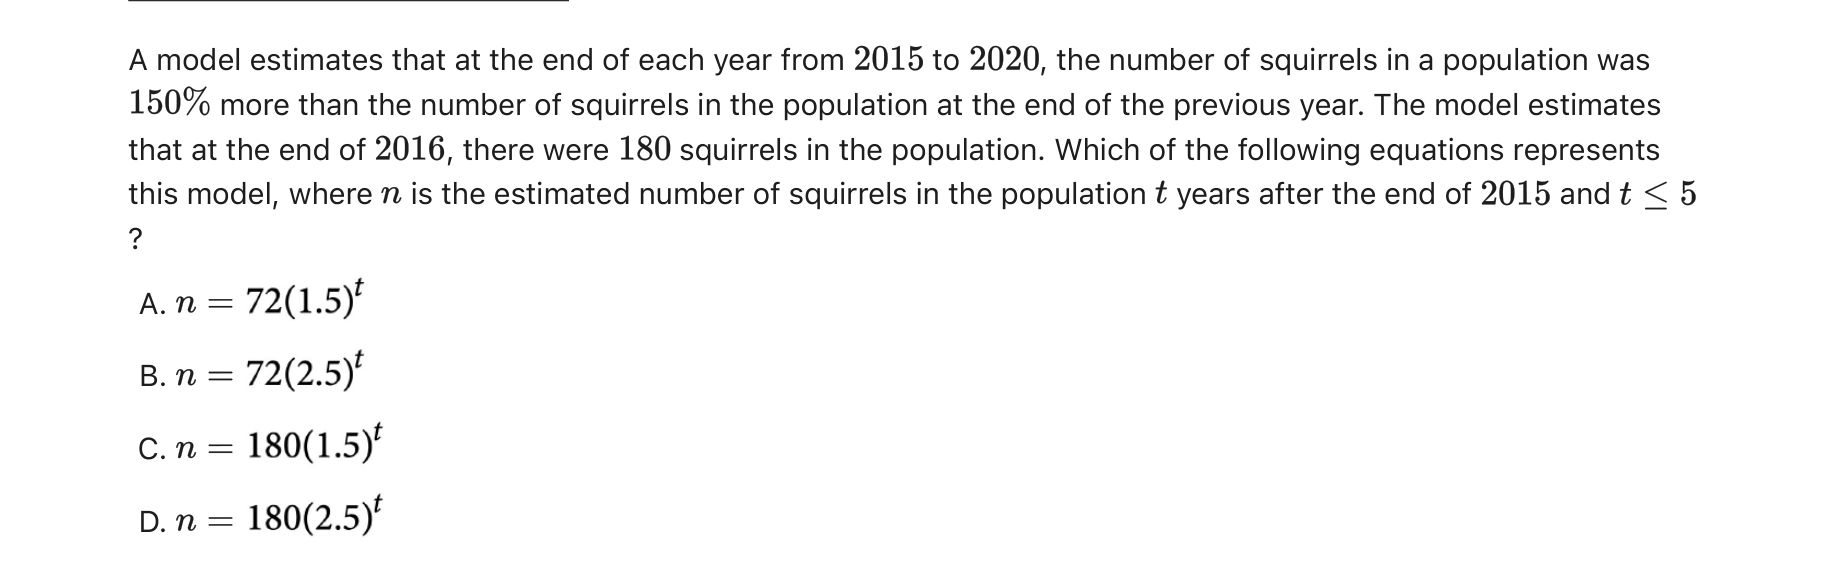 A model estimates that at the end of each year from 2015 to 2020, the number of squirrels in a population was
150% more than the number of squirrels in the population at the end of the previous year. The model estimates
that at the end of 2016, there were 180 squirrels in the population. Which of the following equations represents
this model, where n is the estimated number of squirrels in the population t years after the end of 2015 and t ≤ 5
?
A. n = 72(1.5)^t
B. n = 72(2.5)^t
C. n = 180(1.5)^t
D. n = 180(2.5)^t